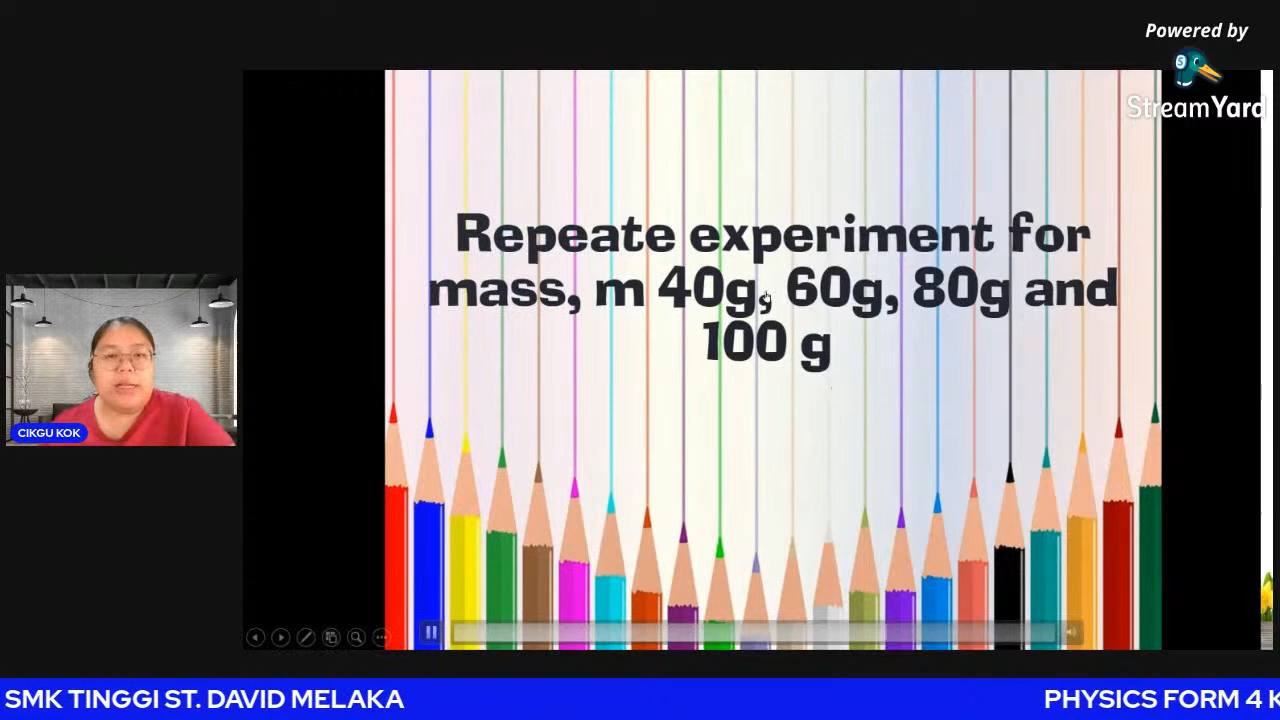 Powered by
StreamYard
Repeate experiment for
mass, m 40g, 60g, 80g and
100 g
CIKGU KOK
SMK TINGGI ST. DAVID MELAKA
PHYSICS FORM 4 K